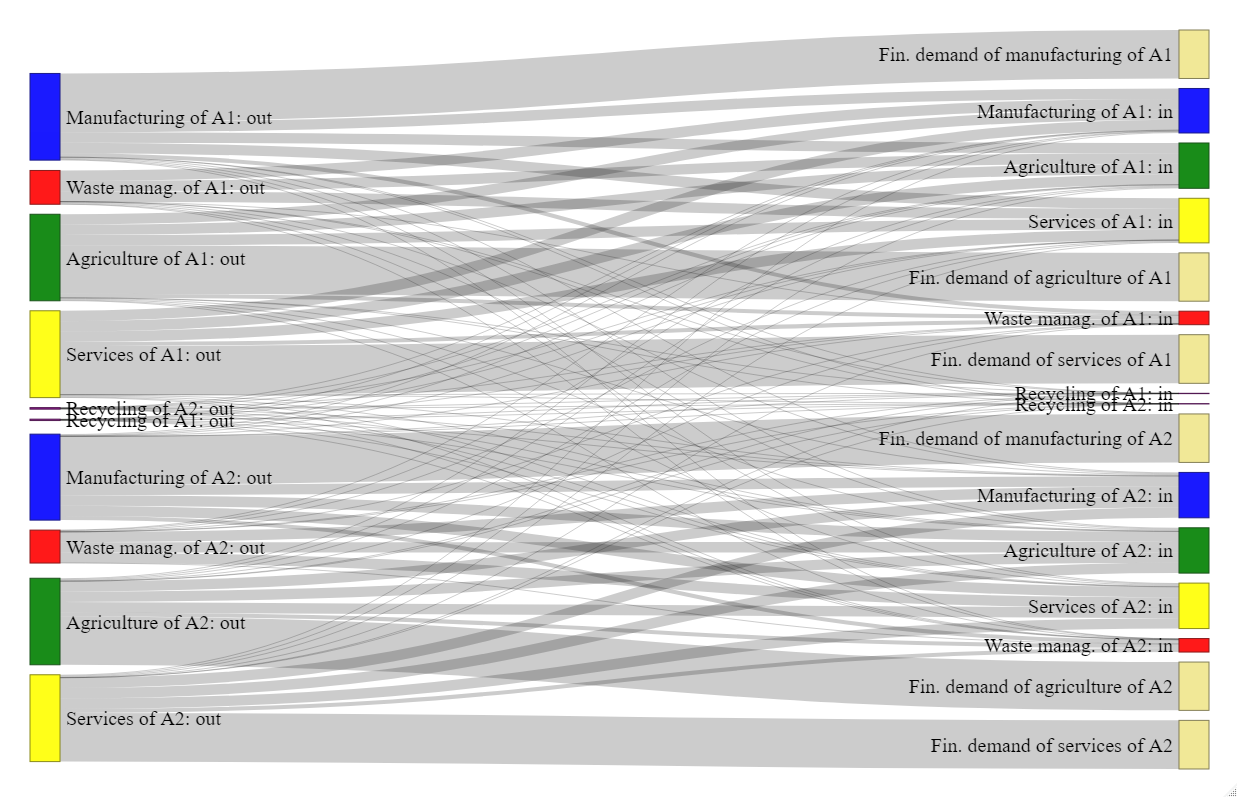 Manufacturing of A1: out
Waste manag. of A1: out
Agriculture of A1: out
Services of A1: out
Recycling of A2: out
Recycling of A1: out
Manufacturing of A2: out
Waste manag. of A2: out
Agriculture of A2: out
Services of A2: out
Fin. demand of manufacturing of A1
Manufacturing of A1: in
Agriculture of A1: in
Services of A1: in
Fin. demand of agriculture of A1
Waste manag. of A1: in
Fin. demand of services of A1
Recycling of A1: in
Recycling of A2: in
Fin. demand of manufacturing of A2
Manufacturing of A2: in
Agriculture of A2: in
Services of A2: in
Waste manag. of A2: in
Fin. demand of agriculture of A2
Fin. demand of services of A2